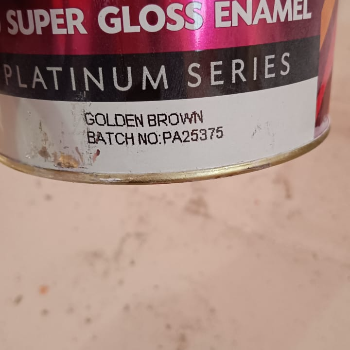 SUPER GLOSS ENAMEL
PLATINUM SERIES
GOLDEN BROWN
BATCH NO:PA25375